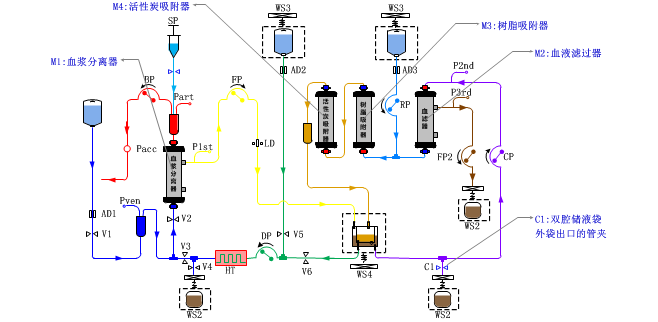 M4:活性炭吸附器
SP
WS3
WS3
M3:树脂吸附器
M1:血浆分离器
M2:血液滤过器
BP
FP
AD2
AD3
P2nd
Part
P3rd
RP
活性炭吸附器
树脂吸附器
血滤器
Pacc
P1st
LD
血浆分离器
FP2
CP
Pven
WS2
AD1
V2
C1:双腔储液袋
外袋出口的管夹
V1
V3
DP
V5
V4
HT
V6
WS4
C1
WS2
WS2